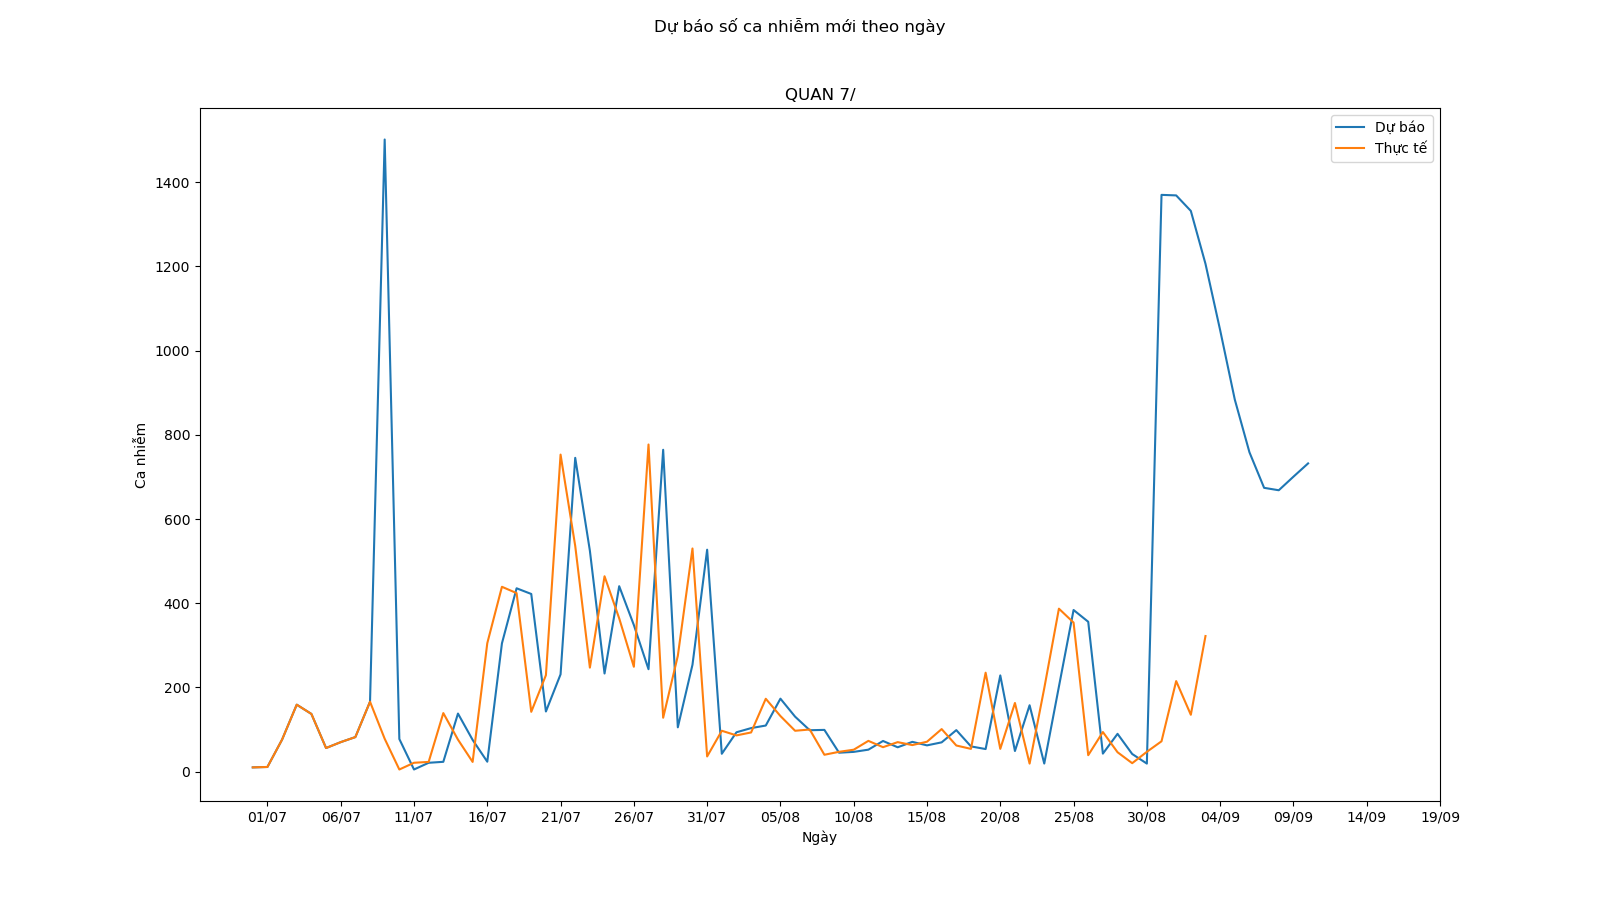 Dự báo số ca nhiễm mới theo ngày
QUAN 7/
Dự báo
Thực tế
1400
1200
1000
800
600
400
200
0
Ca nhiễm
01/07 06/07 11/07 16/07 21/07 26/07 31/07 05/08 10/08 15/08 20/08 25/08 30/08 04/09 09/09 14/09 19/09
Ngày